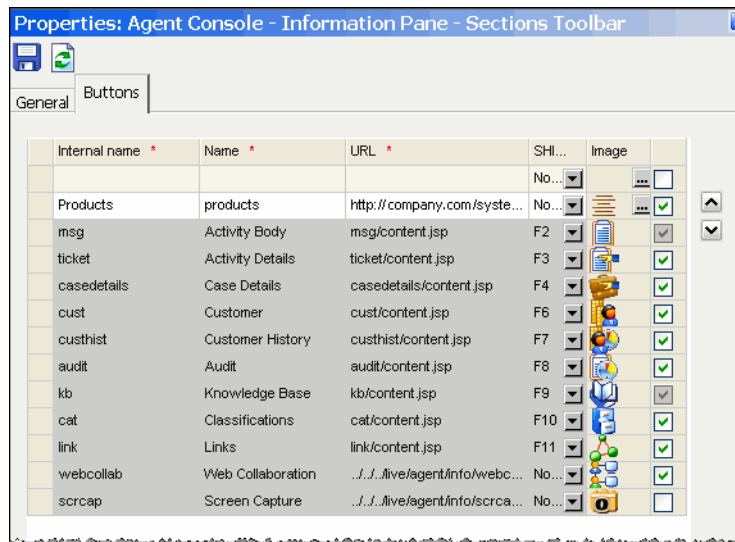 Properties: Agent Console - Information Pane - Sections Toolbar
General Buttons
Internal name * Name * URL * SHI... Image
No... ...
Products products http://company.com/syste... No... ...
msg Activity Body msg/content.jsp F2
ticket Activity Details ticket/content.jsp F3
casedetails Case Details casedetails/content.jsp F4
cust Customer cust/content.jsp F6
custhist Customer History custhist/content.jsp F7
audit Audit audit/content.jsp F8
kb Knowledge Base kb/content.jsp F9
cat Classifications cat/content.jsp F10
link Links link/content.jsp F11
webcollab Web Collaboration ../../../live/agent/info/webc... No...
scrcap Screen Capture ../../../live/agent/info/scrca... No...